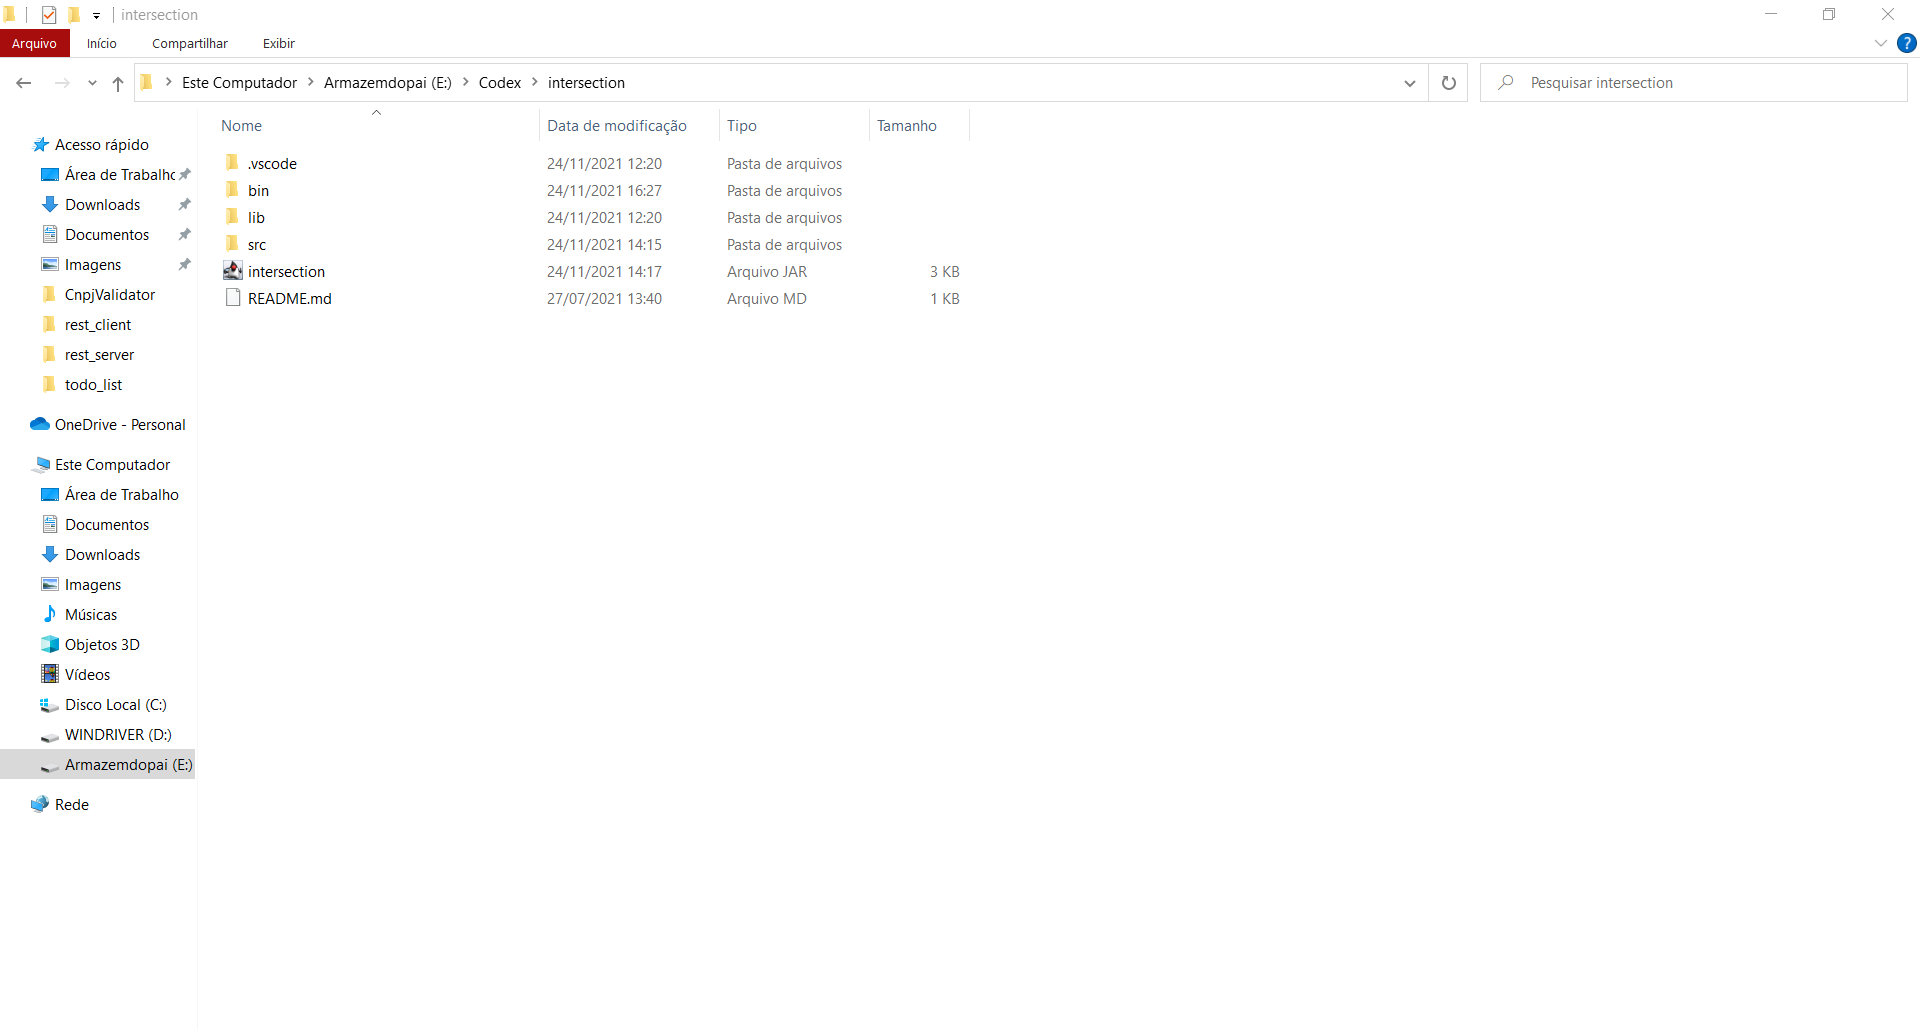 intersection
Arquivo Início Compartilhar Exibir ?
Este Computador Armazemdopai (E:) Codex intersection Pesquisar intersection
Nome Data de modificação Tipo Tamanho
.vscode 24/11/2021 12:20 Pasta de arquivos
bin 24/11/2021 16:27 Pasta de arquivos
lib 24/11/2021 12:20 Pasta de arquivos
src 24/11/2021 14:15 Pasta de arquivos
intersection 24/11/2021 14:17 Arquivo JAR 3 KB
README.md 27/07/2021 13:40 Arquivo MD 1 KB
Acesso rápido
Área de Trabalho
Downloads
Documentos
Imagens
CnpjValidator
rest_client
rest_server
todo_list
OneDrive - Personal
Este Computador
Área de Trabalho
Documentos
Downloads
Imagens
Músicas
Objetos 3D
Vídeos
Disco Local (C:)
WINDRIVER (D:)
Armazemdopai (E:)
Rede